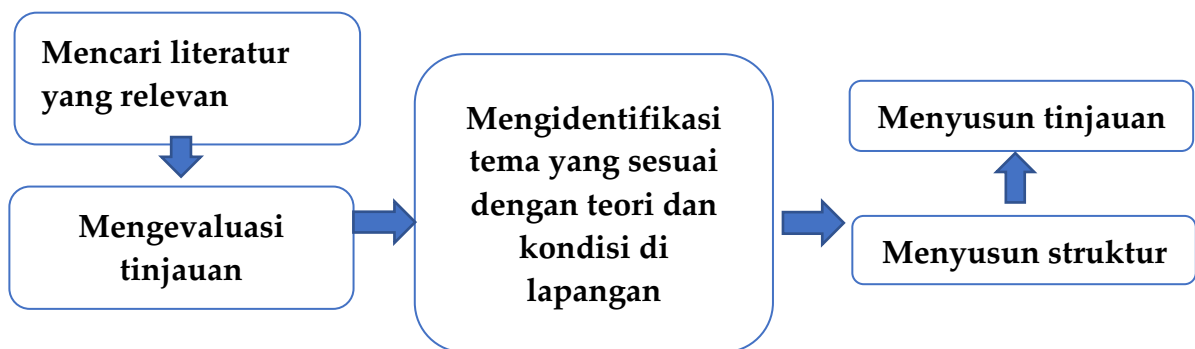 Mencari literatur
yang relevan
Mengevaluasi
tinjauan
Mengidentifikasi
tema yang sesuai
dengan teori dan
kondisi di
lapangan
Menyusun struktur
Menyusun tinjauan